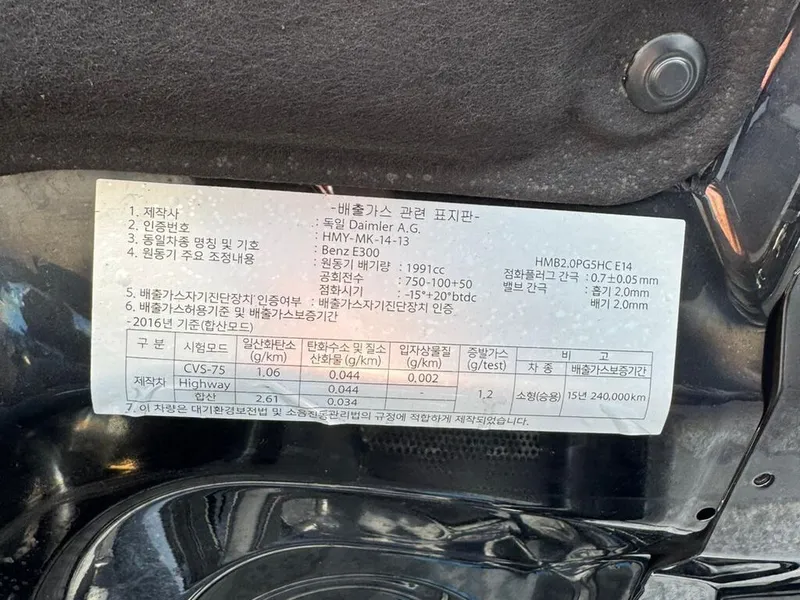 -배출가스 관련 표지판-
1. 제작사 : 독일 Daimler A.G.
2. 인증번호 : HMY-MK-14-13
3. 동일차종 명칭 및 기호 : Benz E300 HMB2.0PG5HC E14
4. 원동기 주요 조정내용 : 원동기 배기량 : 1991cc 점화플러그 간극 : 0.7±0.05mm
공회전수 : 750-100+50 밸브 간극 : 흡기 2.0mm
점화시기 : -15°+20°btdc 배기 2.0mm
5. 배출가스자기진단장치 인증여부 : 배출가스자기진단장치 인증
6. 배출가스허용기준 및 배출가스보증기간
-2016년 기준(합산모드)
구 분 시험모드 일산화탄소 (g/km) 탄화수소 및 질소산화물 (g/km) 입자상물질 (g/km) 증발가스 (g/test) 비 고
차 종 배출가스보증기간
제작차 CVS-75 1.06 0.044 0.002 1.2 소형(승용) 15년 240,000km
Highway 0.044 -
합산 2.61 0.034
7. 이 차량은 대기환경보전법 및 소음진동관리법의 규정에 적합하게 제작되었습니다.